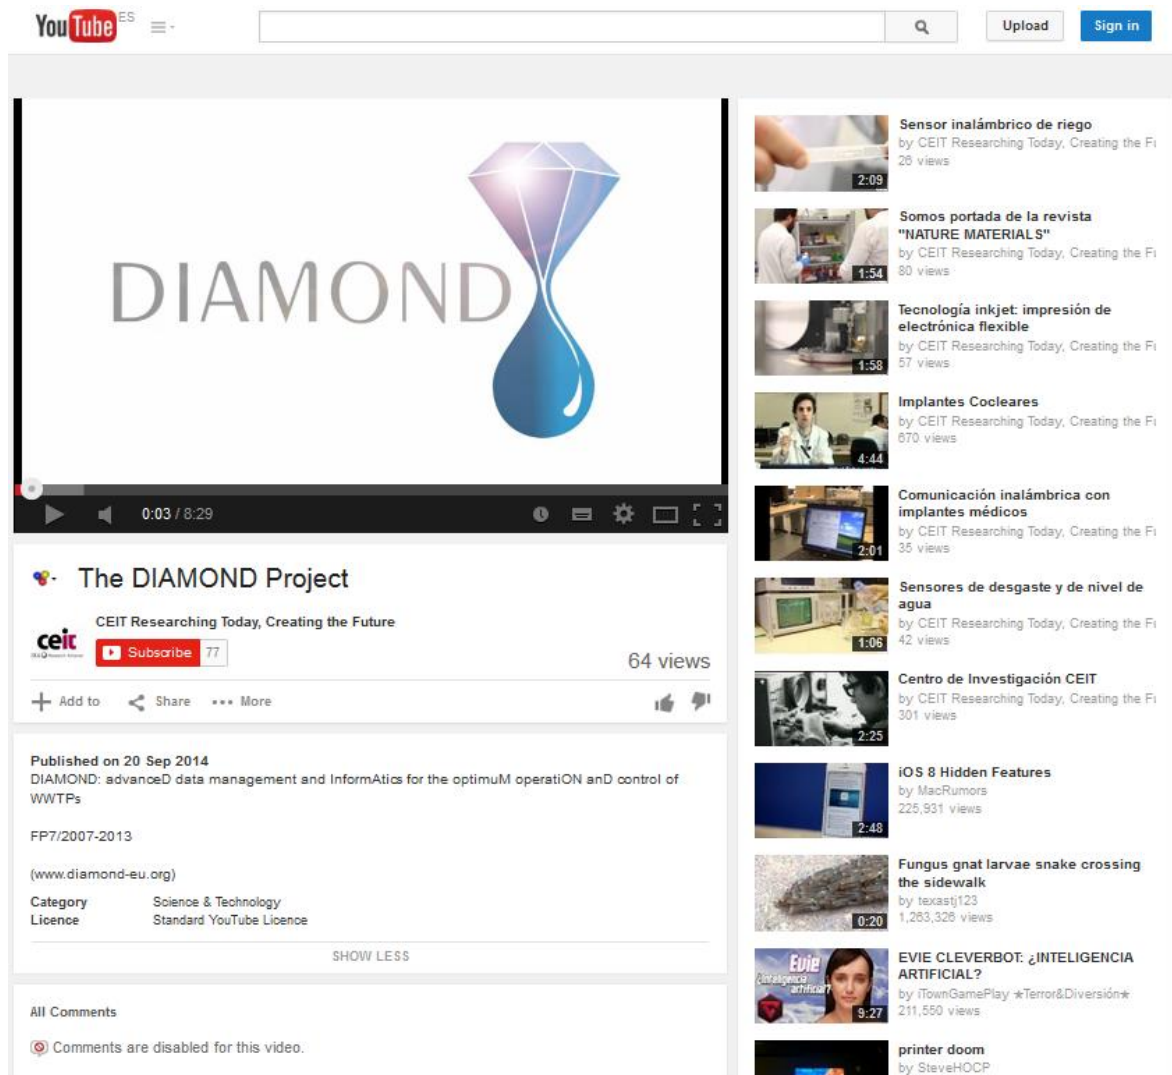 YouTube ES
Upload
Sign in
DIAMOND
0:03 / 8:29
The DIAMOND Project
ceit
CEIT Researching Today, Creating the Future
Subscribe 77
64 views
Add to Share More
Published on 20 Sep 2014
DIAMOND: advanceD data management and InformAtics for the optimuM operatiON anD control of
WWTPs
FP7/2007-2013
(www.diamond-eu.org)
Category Science & Technology
Licence Standard YouTube Licence
SHOW LESS
All Comments
Comments are disabled for this video.
2:09
Sensor inalámbrico de riego
by CEIT Researching Today, Creating the Fu
26 views
1:54
Somos portada de la revista
"NATURE MATERIALS"
by CEIT Researching Today, Creating the Fu
80 views
1:58
Tecnología inkjet: impresión de
electrónica flexible
by CEIT Researching Today, Creating the Fu
57 views
4:44
Implantes Cocleares
by CEIT Researching Today, Creating the Fu
670 views
2:01
Comunicación inalámbrica con
implantes médicos
by CEIT Researching Today, Creating the Fu
35 views
1:06
Sensores de desgaste y de nivel de
agua
by CEIT Researching Today, Creating the Fu
42 views
2:25
Centro de Investigación CEIT
by CEIT Researching Today, Creating the Fu
301 views
2:48
iOS 8 Hidden Features
by MacRumors
225,931 views
0:20
Fungus gnat larvae snake crossing
the sidewalk
by texastj123
1,263,326 views
Evie
¿inteligencia
artificial?
9:27
EVIE CLEVERBOT: ¿INTELIGENCIA
ARTIFICIAL?
by iTownGamePlay ★Terror&Diversión★
211,550 views
printer doom
by SteveHOCP